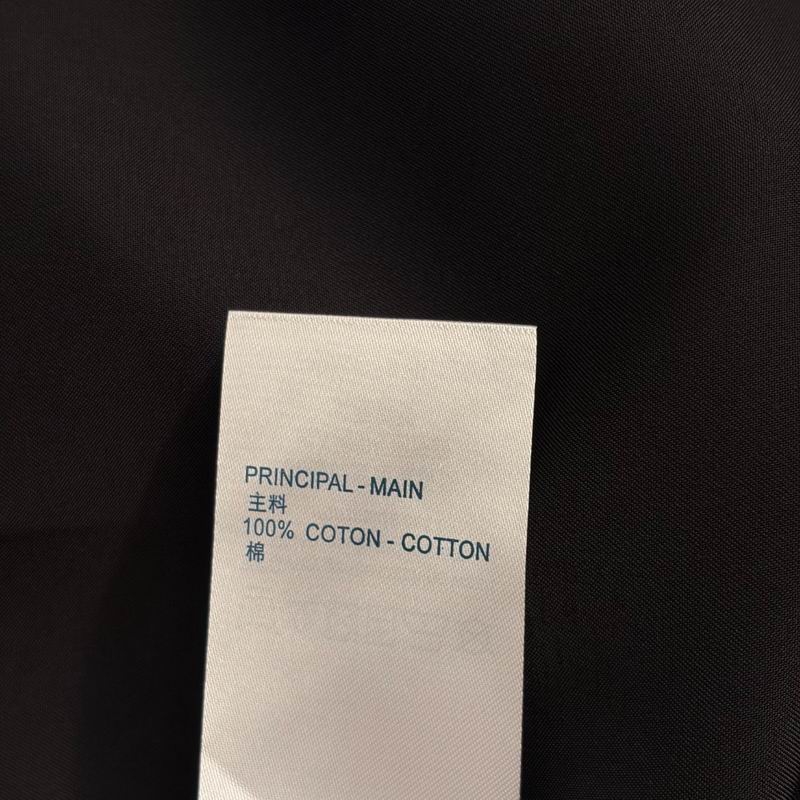 PRINCIPAL - MAIN
主料
100% COTON - COTTON
棉